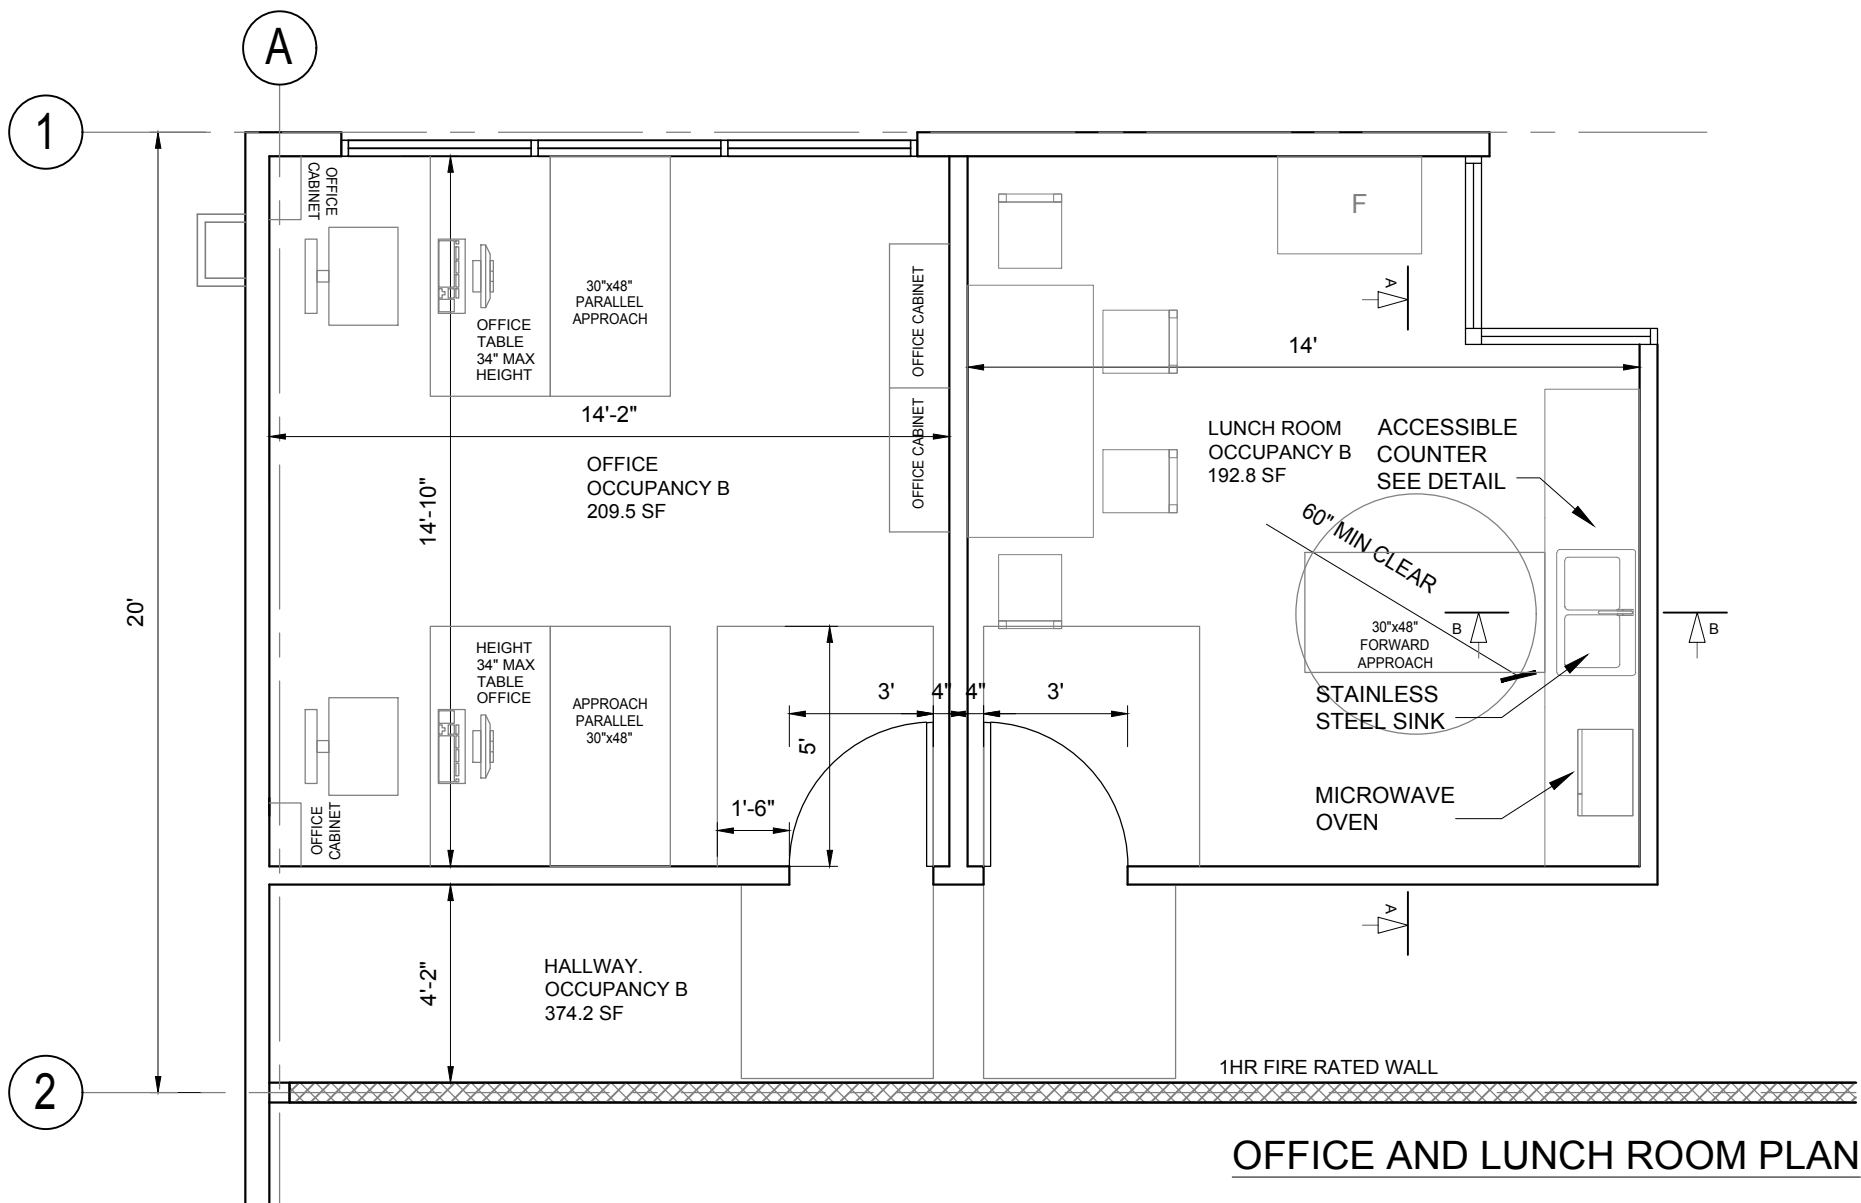 A
1
OFFICE
CABINET
30"x48"
PARALLEL
APPROACH
OFFICE
TABLE
34" MAX
HEIGHT
OFFICE CABINET
OFFICE CABINET
F
A
14'
14'-2"
14'-10"
20'
OFFICE
OCCUPANCY B
209.5 SF
LUNCH ROOM
OCCUPANCY B
192.8 SF
ACCESSIBLE
COUNTER
SEE DETAIL
60" MIN CLEAR
30"x48"
FORWARD
APPROACH
B
B
STAINLESS
STEEL SINK
MICROWAVE
OVEN
HEIGHT
34" MAX
TABLE
OFFICE
APPROACH
PARALLEL
30"x48"
3'
4"
4"
3'
5'
1'-6"
OFFICE
CABINET
A
4'-2"
HALLWAY.
OCCUPANCY B
374.2 SF
1HR FIRE RATED WALL
2
OFFICE AND LUNCH ROOM PLAN